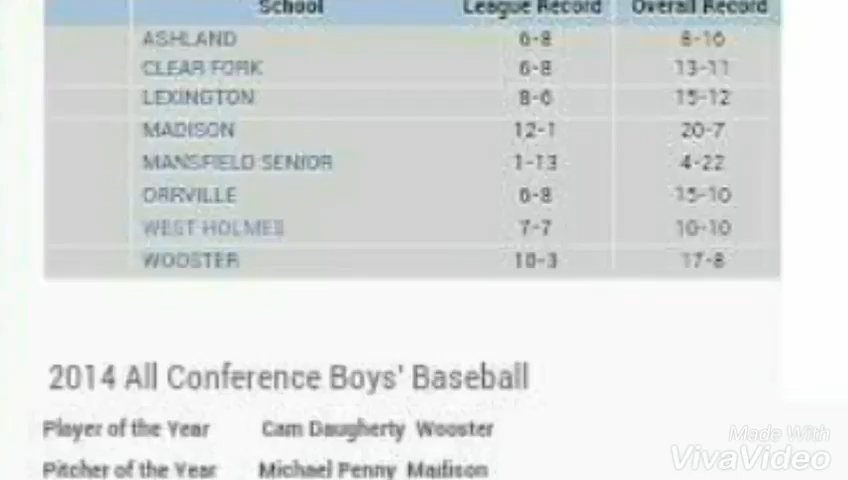 School League Record Overall Record
ASHLAND 6-8 8-16
CLEAR FORK 6-8 13-11
LEXINGTON 8-6 15-12
MADISON 12-1 20-7
MANSFIELD SENIOR 1-13 4-22
ORRVILLE 6-8 15-10
WEST HOLMES 7-7 10-10
WOOSTER 10-3 17-8
2014 All Conference Boys' Baseball
Player of the Year Cam Daugherty Wooster
Pitcher of the Year Michael Penny Madison
Made With
VivaVideo